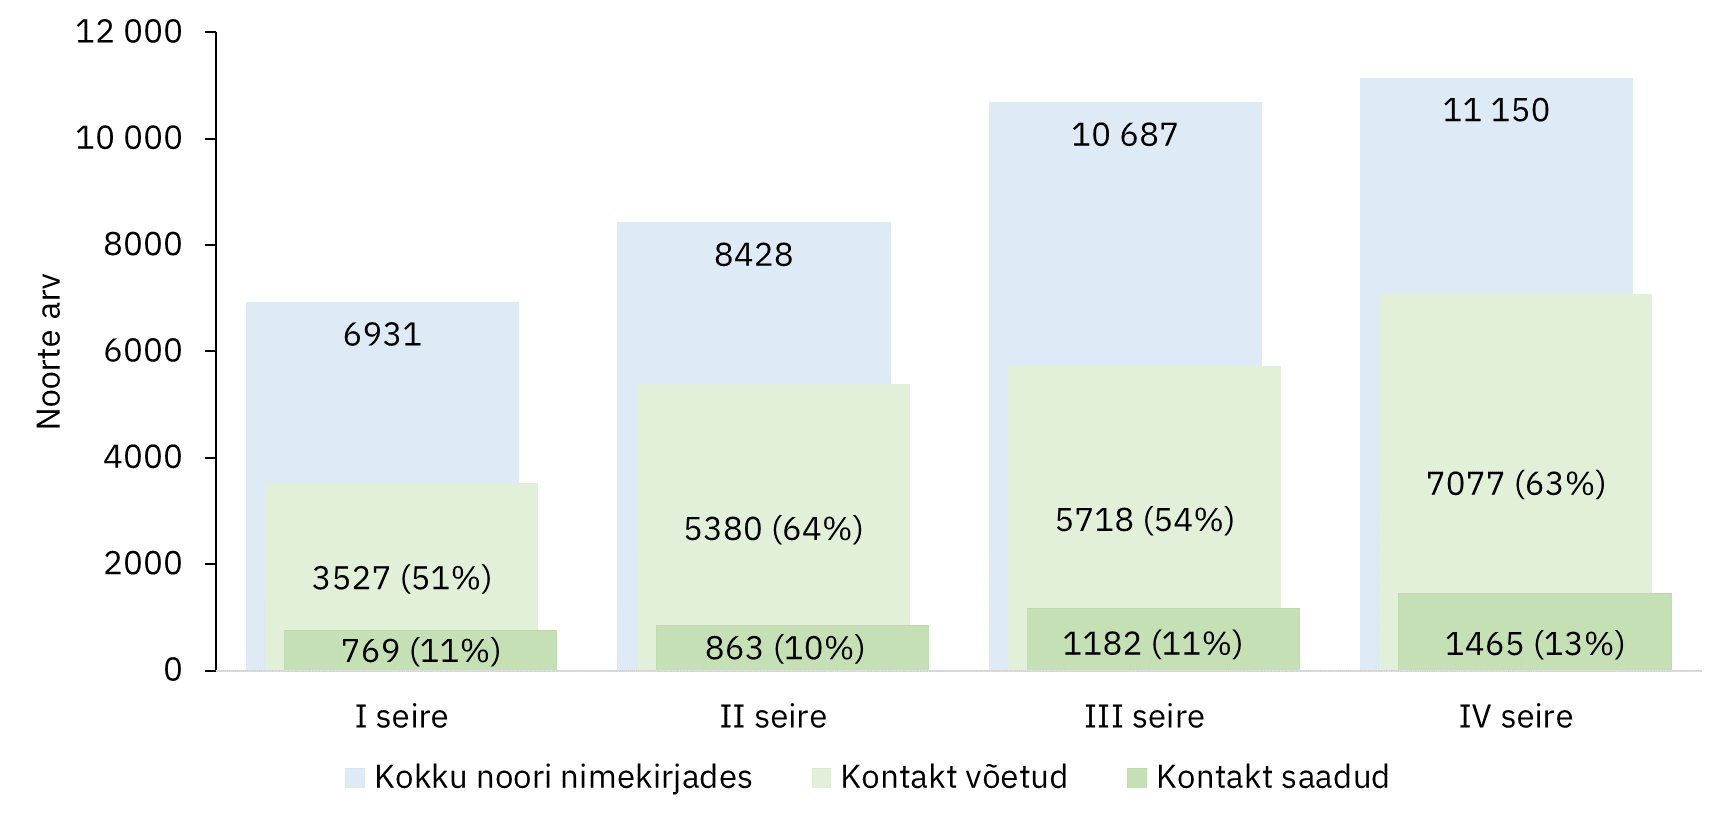 12 000
10 000
8000
6000
4000
2000
0
Noorte arv
6931
3527 (51%)
769 (11%)
8428
5380 (64%)
863 (10%)
10 687
5718 (54%)
1182 (11%)
11 150
7077 (63%)
1465 (13%)
I seire
II seire
III seire
IV seire
Kokku noori nimekirjades
Kontakt võetud
Kontakt saadud